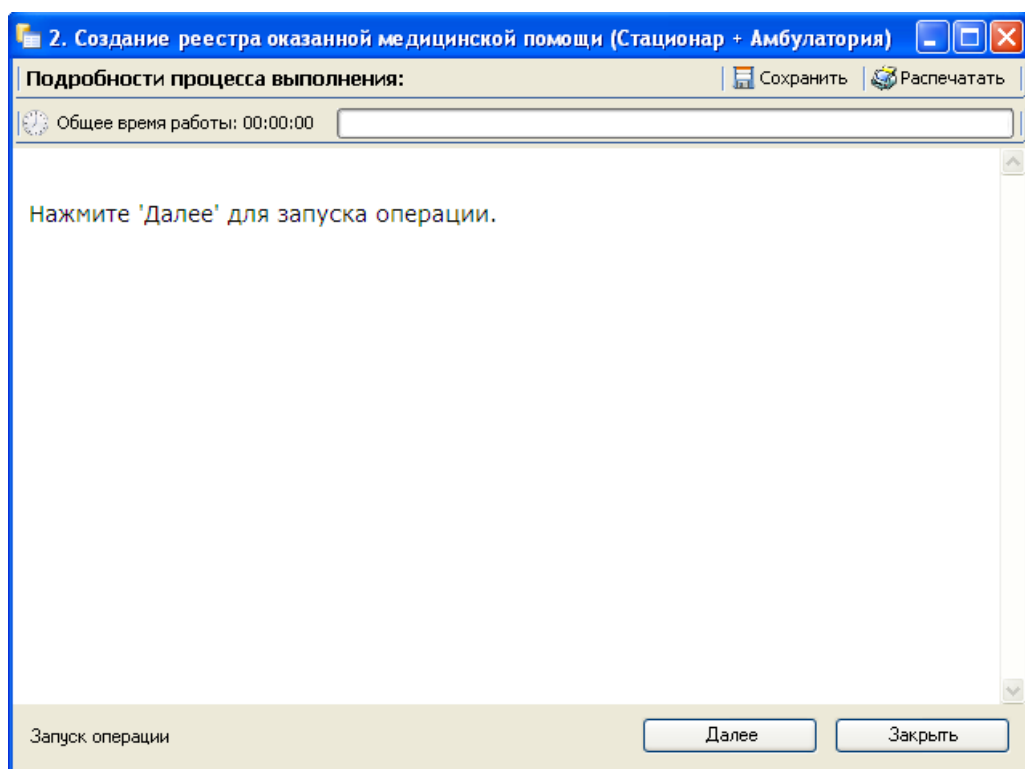 2. Создание реестра оказанной медицинской помощи (Стационар + Амбулатория)
Подробности процесса выполнения: Сохранить Распечатать
Общее время работы: 00:00:00
Нажмите 'Далее' для запуска операции.
Запуск операции Далее Закрыть